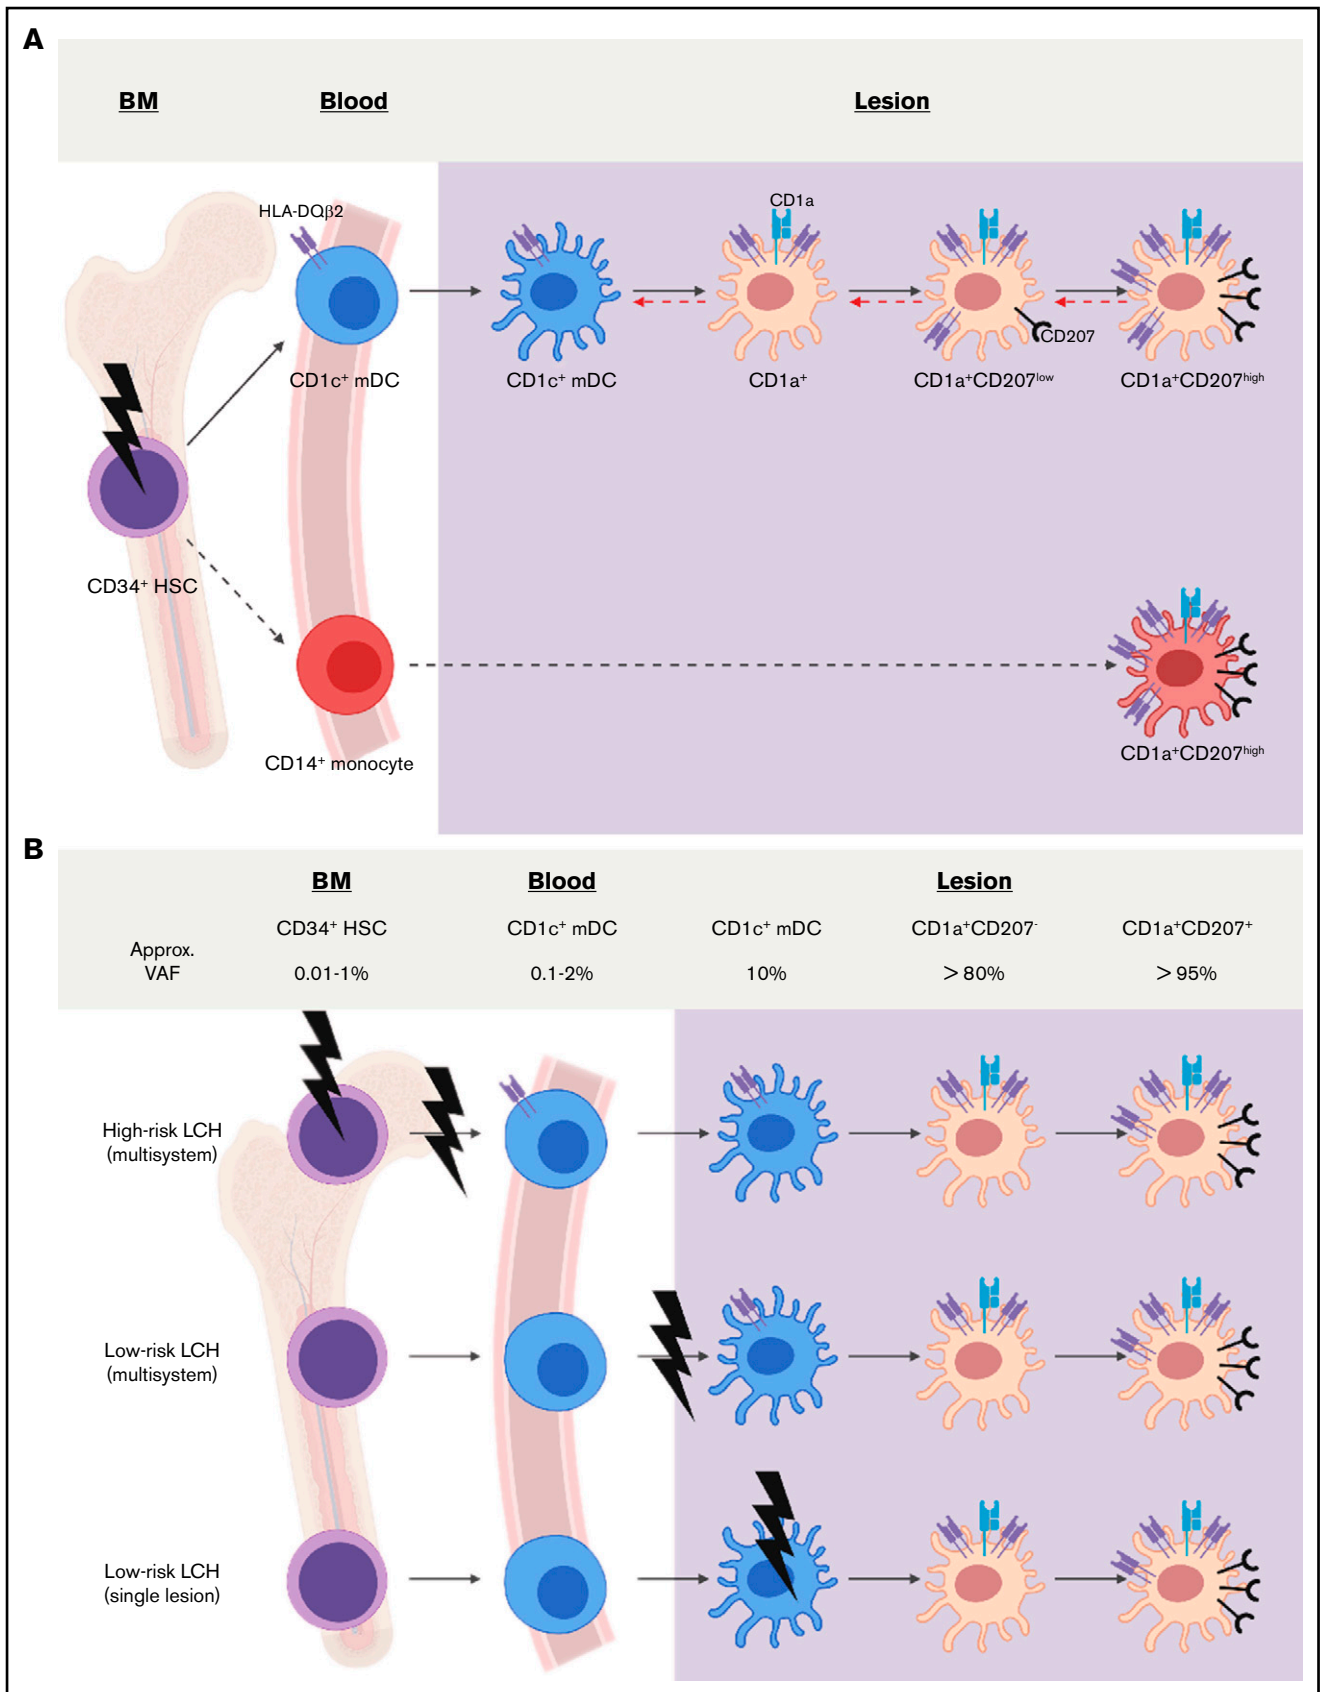 A
BM Blood Lesion
HLA-DQβ2
CD1a
CD207
CD1c⁺ mDC CD1c⁺ mDC CD1a⁺ CD1a⁺CD207ˡᵒʷ CD1a⁺CD207ʰⁱᵍʰ
CD34⁺ HSC
CD14⁺ monocyte
CD1a⁺CD207ʰⁱᵍʰ
B
BM Blood Lesion
CD34⁺ HSC CD1c⁺ mDC CD1c⁺ mDC CD1a⁺CD207⁻ CD1a⁺CD207⁺
Approx.
VAF 0.01-1% 0.1-2% 10% >80% >95%
High-risk LCH
(multisystem)
Low-risk LCH
(multisystem)
Low-risk LCH
(single lesion)